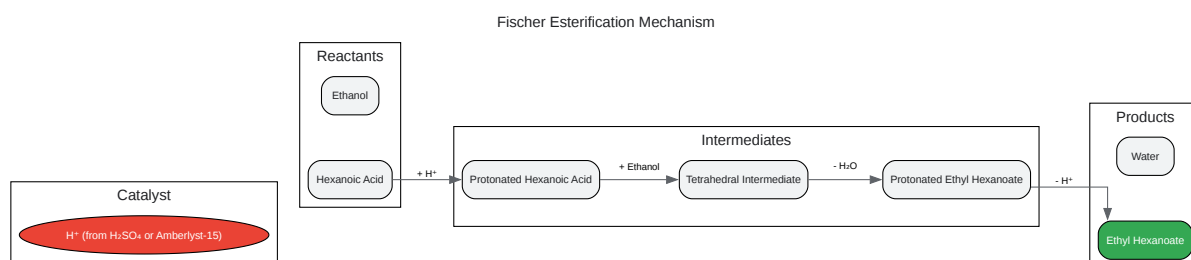 Fischer Esterification Mechanism
Reactants
Ethanol
Hexanoic Acid
+ H⁺
Intermediates
Protonated Hexanoic Acid
+ Ethanol
Tetrahedral Intermediate
- H₂O
Protonated Ethyl Hexanoate
- H⁺
Products
Water
Ethyl Hexanoate
Catalyst
H⁺ (from H₂SO₄ or Amberlyst-15)